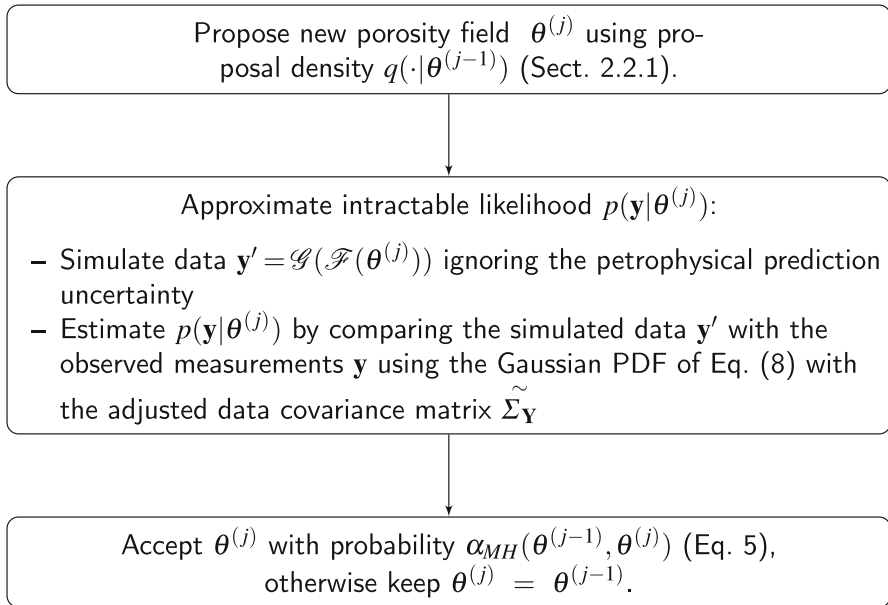 Propose new porosity field θ^(j) using pro-
posal density q(·|θ^(j−1)) (Sect. 2.2.1).
Approximate intractable likelihood p(y|θ^(j)):
– Simulate data y′ = 𝒢(ℱ(θ^(j))) ignoring the petrophysical prediction
uncertainty
– Estimate p(y|θ^(j)) by comparing the simulated data y′ with the
observed measurements y using the Gaussian PDF of Eq. (8) with
the adjusted data covariance matrix Σ̃_Y
Accept θ^(j) with probability α_MH(θ^(j−1), θ^(j)) (Eq. 5),
otherwise keep θ^(j) = θ^(j−1).